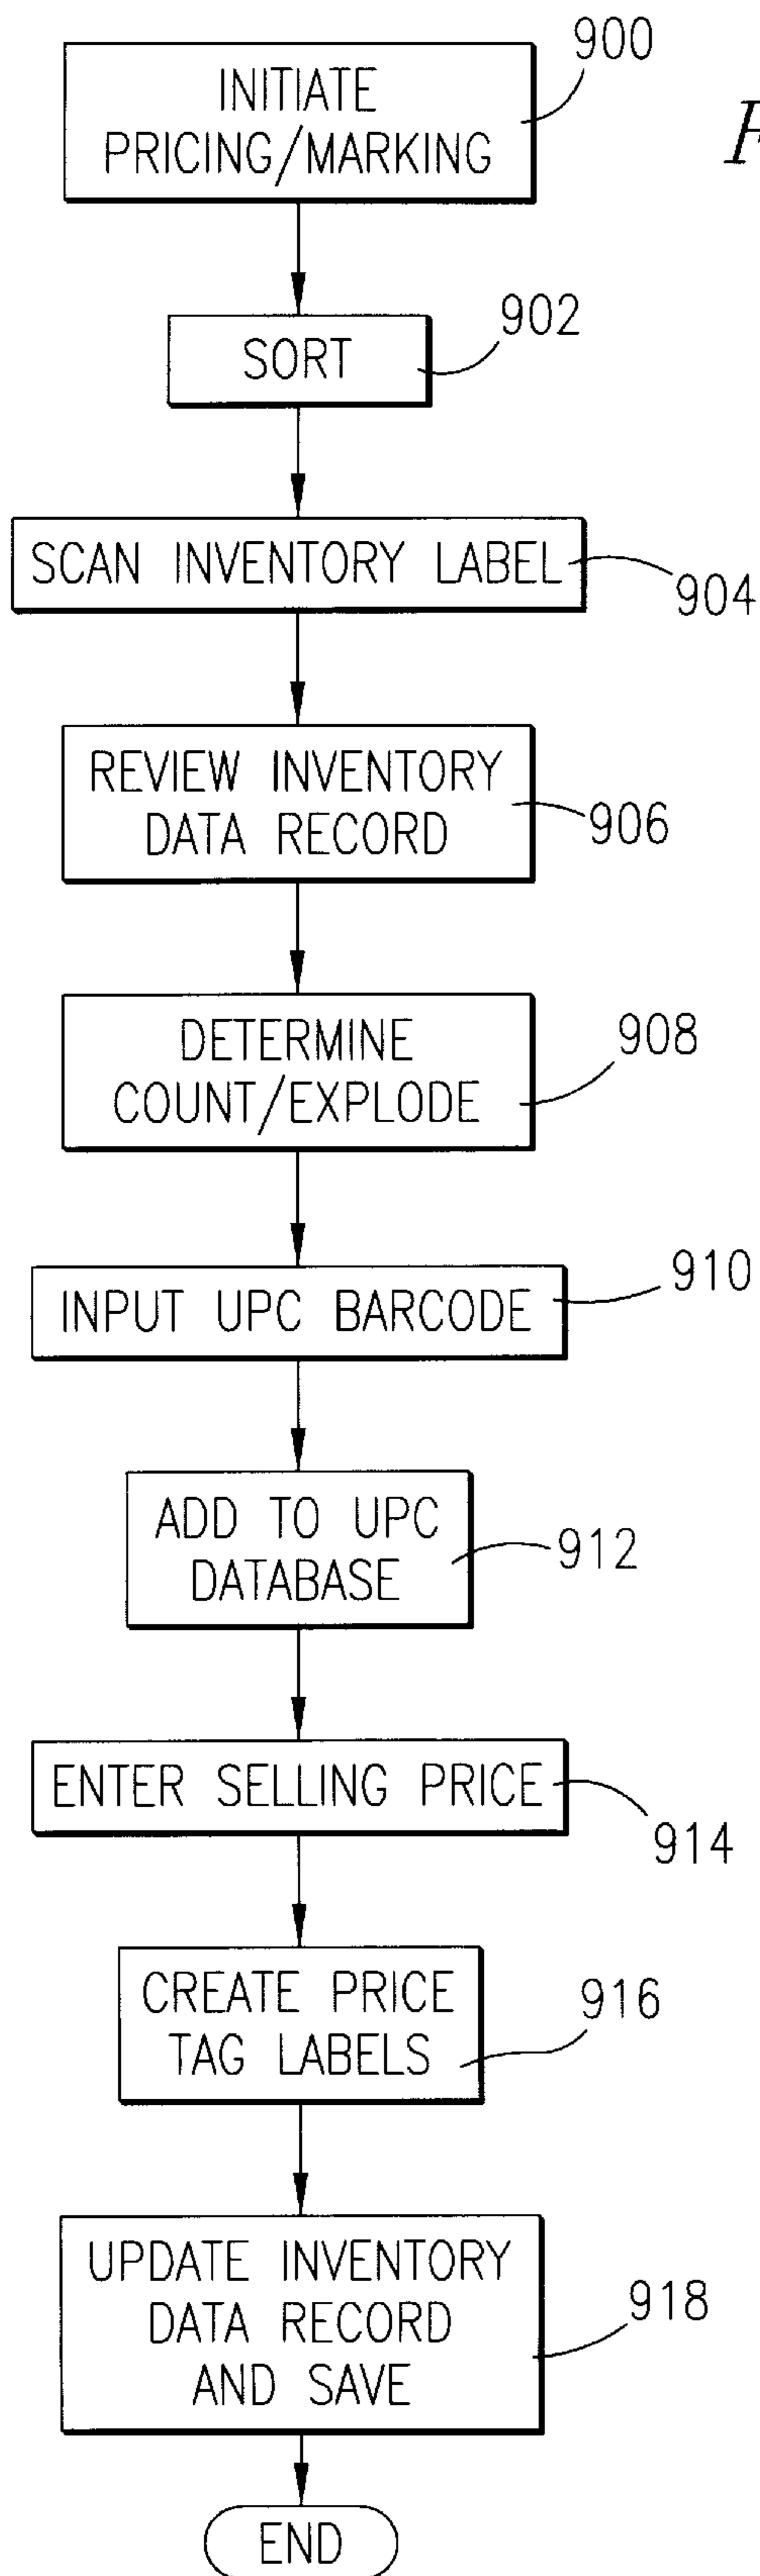 900
INITIATE
PRICING/MARKING
902
SORT
SCAN INVENTORY LABEL
904
REVIEW INVENTORY
DATA RECORD
906
DETERMINE
COUNT/EXPLODE
908
INPUT UPC BARCODE
910
ADD TO UPC
DATABASE
912
ENTER SELLING PRICE
914
CREATE PRICE
TAG LABELS
916
UPDATE INVENTORY
DATA RECORD
AND SAVE
918
END